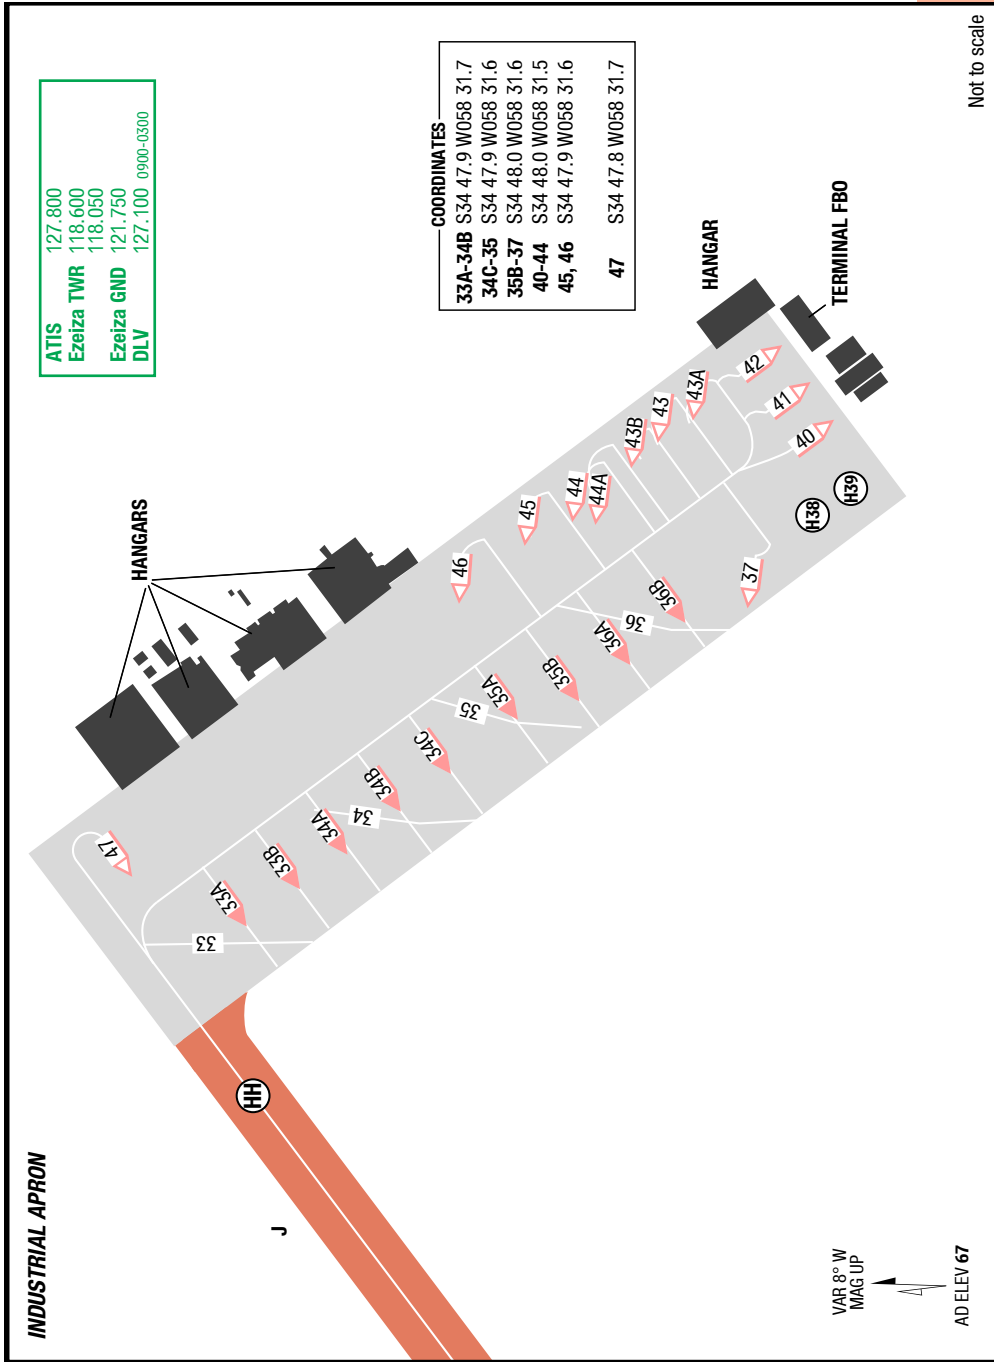 INDUSTRIAL APRON
ATIS 127.800
Ezeiza TWR 118.600
118.050
Ezeiza GND 121.750
DLV 127.100 0900-0300
COORDINATES
33A-34B S34 47.9 W058 31.7
34C-35 S34 47.9 W058 31.6
35B-37 S34 48.0 W058 31.6
40-44 S34 48.0 W058 31.5
45, 46 S34 47.9 W058 31.6
47 S34 47.8 W058 31.7
HANGARS
HANGAR
TERMINAL FBO
47
46
45
44
44A
43B
43
43A
42
41
40
H38
H39
37
36B
36
36A
35B
35A
35
34C
34B
34
34A
33B
33A
33
HH
J
VAR 8° W
MAG UP
AD ELEV 67
Not to scale